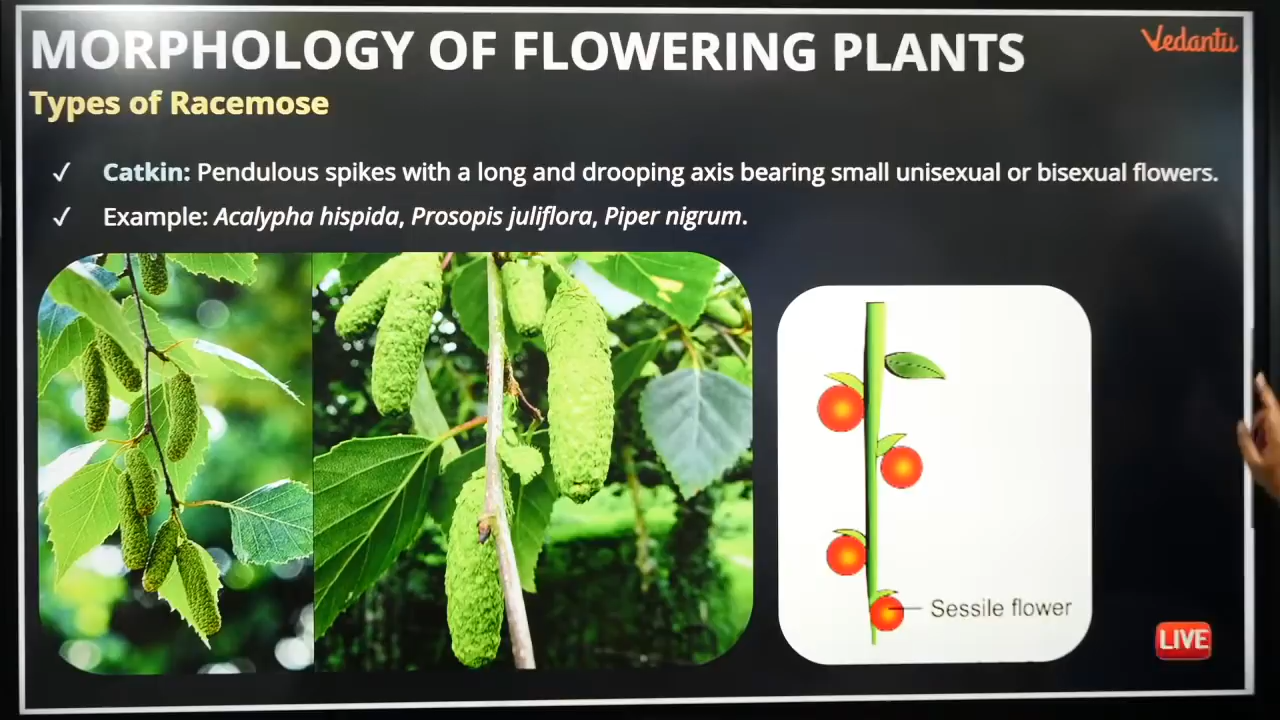 MORPHOLOGY OF FLOWERING PLANTS
Vedantu
Types of Racemose
✓ Catkin: Pendulous spikes with a long and drooping axis bearing small unisexual or bisexual flowers.
✓ Example: Acalypha hispida, Prosopis juliflora, Piper nigrum.
Sessile flower
LIVE